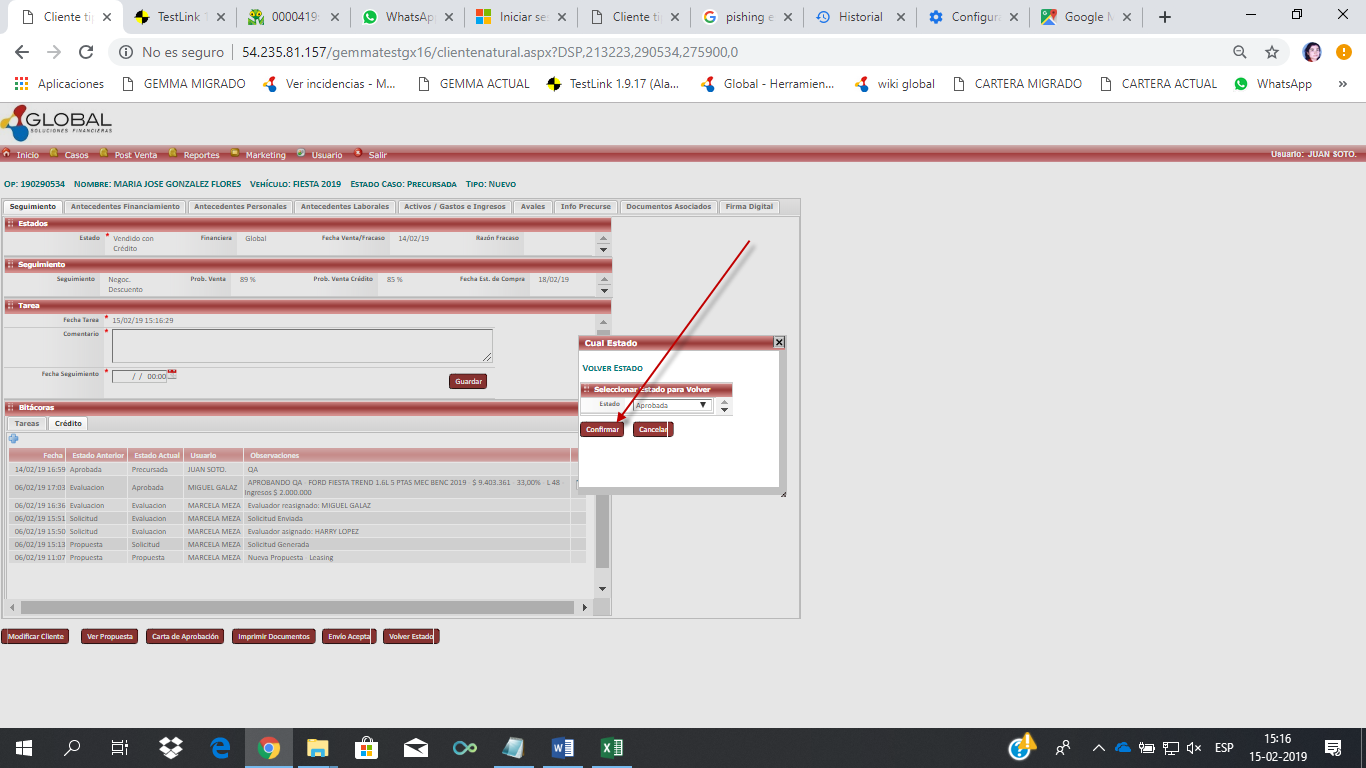 Cliente ti
TestLink 1
0000419
WhatsApp
Iniciar se
Cliente ti
pishing e
Historial
Configura
Google M
No es seguro
54.235.81.157/gemmatestgx16/clientenatural.aspx?DSP,213223,290534,275900,0
Aplicaciones
GEMMA MIGRADO
Ver incidencias - M...
GEMMA ACTUAL
TestLink 1.9.17 (Ala...
Global - Herramien...
wiki global
CARTERA MIGRADO
CARTERA ACTUAL
WhatsApp
»
GLOBAL
SOLUCIONES FINANCIERAS
Inicio Casos Post Venta Reportes Marketing Usuario Salir
Usuario: JUAN SOTO.
Op: 190290534 Nombre: MARIA JOSE GONZALEZ FLORES Vehículo: FIESTA 2019 Estado Caso: Precursada Tipo: Nuevo
Seguimiento Antecedentes Financiamiento Antecedentes Personales Antecedentes Laborales Activos / Gastos e Ingresos Avales Info Precurse Documentos Asociados Firma Digital
Estados
Estado * Vendido con Crédito Financiera Global Fecha Venta/Fracaso 14/02/19 Razón Fracaso
Seguimiento
Seguimiento Negoc. Descuento Prob. Venta 89 % Prob. Venta Crédito 85 % Fecha Est. de Compra 18/02/19
Tarea
Fecha Tarea * 15/02/19 15:16:29
Comentario *
Fecha Seguimiento * / / 00:00
Guardar
Cual Estado
Volver Estado
Seleccionar Estado para Volver
Estado Aprobada
Confirmar Cancelar
Bitácoras
Tareas Crédito
Fecha Estado Anterior Estado Actual Usuario Observaciones
14/02/19 16:59 Aprobada Precursada JUAN SOTO. QA
06/02/19 17:03 Evaluacion Aprobada MIGUEL GALAZ APROBANDO QA FORD FIESTA TREND 1.6L 5 PTAS MEC BENC 2019 $ 9.403.361 33,00% L 48 Ingresos $ 2.000.000
06/02/19 16:36 Evaluacion Evaluacion MARCELA MEZA Evaluador reasignado: MIGUEL GALAZ
06/02/19 15:51 Solicitud Evaluacion MARCELA MEZA Solicitud Enviada
06/02/19 15:50 Solicitud Evaluacion MARCELA MEZA Evaluador asignado: HARRY LOPEZ
06/02/19 15:13 Propuesta Solicitud MARCELA MEZA Solicitud Generada
06/02/19 11:07 Propuesta Propuesta MARCELA MEZA Nueva Propuesta - Leasing
Modificar Cliente Ver Propuesta Carta de Aprobación Imprimir Documentos Envío Acepta Volver Estado
ESP
15:16
15-02-2019